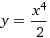 y = x⁴/2